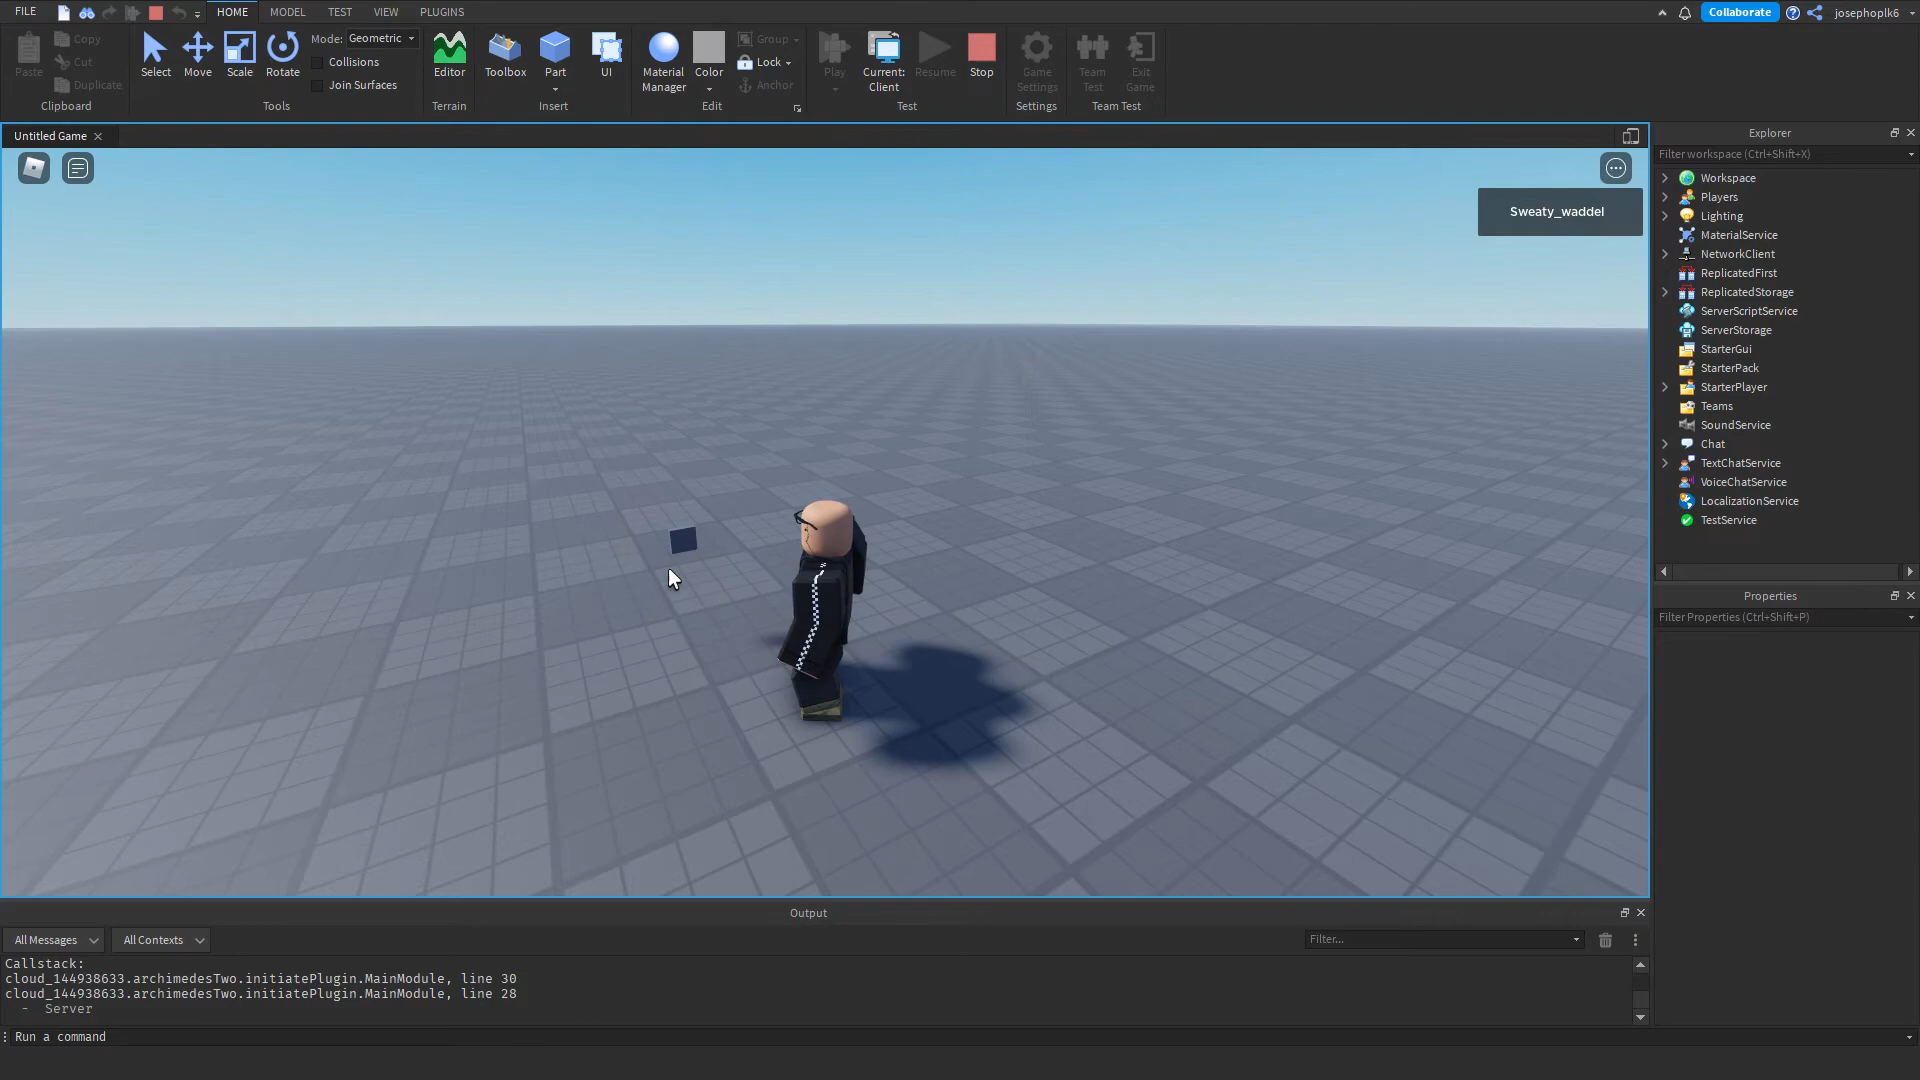 FILE HOME MODEL TEST VIEW PLUGINS Collaborate josephoplk6
Copy Mode: Geometric Group
Cut Collisions Lock
Paste Duplicate Select Move Scale Rotate Join Surfaces Editor Toolbox Part UI Material Manager Color Anchor Play Current: Client Resume Stop Game Settings Team Test Exit Game
Clipboard Tools Terrain Insert Edit Test Settings Team Test
Untitled Game
Sweaty_waddel
Explorer
Filter workspace (Ctrl+Shift+X)
Workspace
Players
Lighting
MaterialService
NetworkClient
ReplicatedFirst
ReplicatedStorage
ServerScriptService
ServerStorage
StarterGui
StarterPack
StarterPlayer
Teams
SoundService
Chat
TextChatService
VoiceChatService
LocalizationService
TestService
Properties
Filter Properties (Ctrl+Shift+P)
Output
All Messages All Contexts Filter...
Callstack:
cloud_144938633.archimedesTwo.initiatePlugin.MainModule, line 30
cloud_144938633.archimedesTwo.initiatePlugin.MainModule, line 28
- Server
Run a command